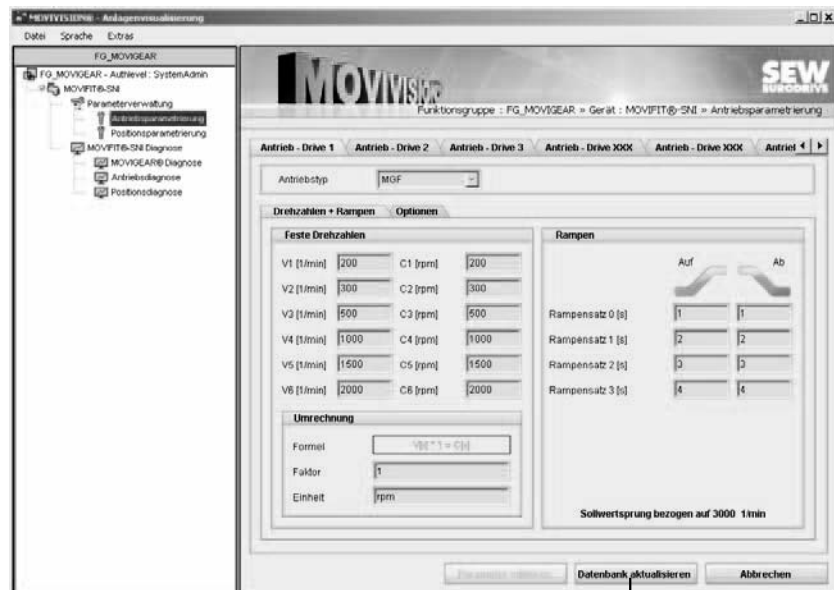 MOVIVISION® - Anlagenvisualisierung
Datei Sprache Extras
FG_MOVIGEAR
FG_MOVIGEAR - Authlevel : SystemAdmin
MOVIFIT®-SNI
Parameterverwaltung
Antriebsparametrierung
Positionsparametrierung
MOVIFIT®-SNI Diagnose
MOVIGEAR® Diagnose
Antriebsdiagnose
Positionsdiagnose
MOVIVISION
SEW
EURODRIVE
Funktionsgruppe : FG_MOVIGEAR » Gerät : MOVIFIT®-SNI » Antriebsparametrierung
Antrieb - Drive 1 Antrieb - Drive 2 Antrieb - Drive 3 Antrieb - Drive XXX Antrieb - Drive XXX Antriel
Antriebstyp MGF
Drehzahlen + Rampen Optionen
Feste Drehzahlen
V1 [1/min] 200 C1 [rpm] 200
V2 [1/min] 300 C2 [rpm] 300
V3 [1/min] 500 C3 [rpm] 500
V4 [1/min] 1000 C4 [rpm] 1000
V5 [1/min] 1500 C5 [rpm] 1500
V6 [1/min] 2000 C6 [rpm] 2000
Umrechnung
Formel V[i] * 1 = C[i]
Faktor 1
Einheit rpm
Rampen
Auf Ab
Rampensatz 0 [s] 1 1
Rampensatz 1 [s] 2 2
Rampensatz 2 [s] 3 3
Rampensatz 3 [s] 4 4
Sollwertsprung bezogen auf 3000 1/min
Datenbank aktualisieren Abbrechen